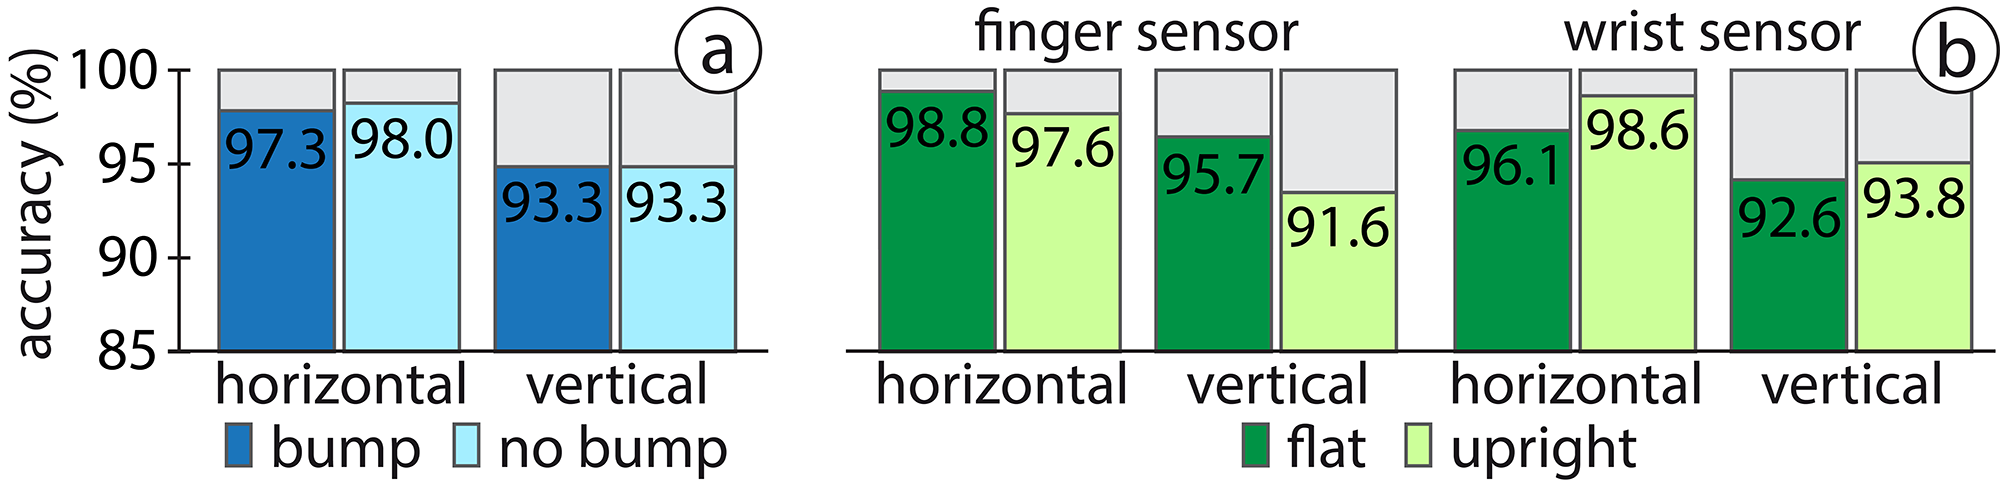 finger sensor wrist sensor
a b
accuracy (%)
100
95
90
85
97.3 98.0 93.3 93.3
98.8 97.6 95.7 91.6 96.1 98.6 92.6 93.8
horizontal vertical horizontal vertical horizontal vertical
bump no bump flat upright